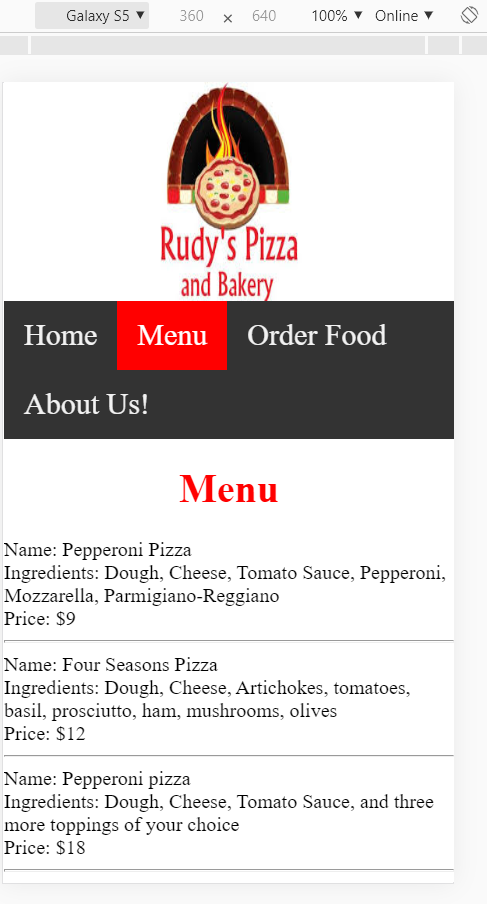 Galaxy S5 ▼ 360 × 640 100% ▼ Online ▼
Rudy's Pizza
and Bakery
Home Menu Order Food
About Us!
Menu
Name: Pepperoni Pizza
Ingredients: Dough, Cheese, Tomato Sauce, Pepperoni,
Mozzarella, Parmigiano-Reggiano
Price: $9
Name: Four Seasons Pizza
Ingredients: Dough, Cheese, Artichokes, tomatoes,
basil, prosciutto, ham, mushrooms, olives
Price: $12
Name: Pepperoni pizza
Ingredients: Dough, Cheese, Tomato Sauce, and three
more toppings of your choice
Price: $18